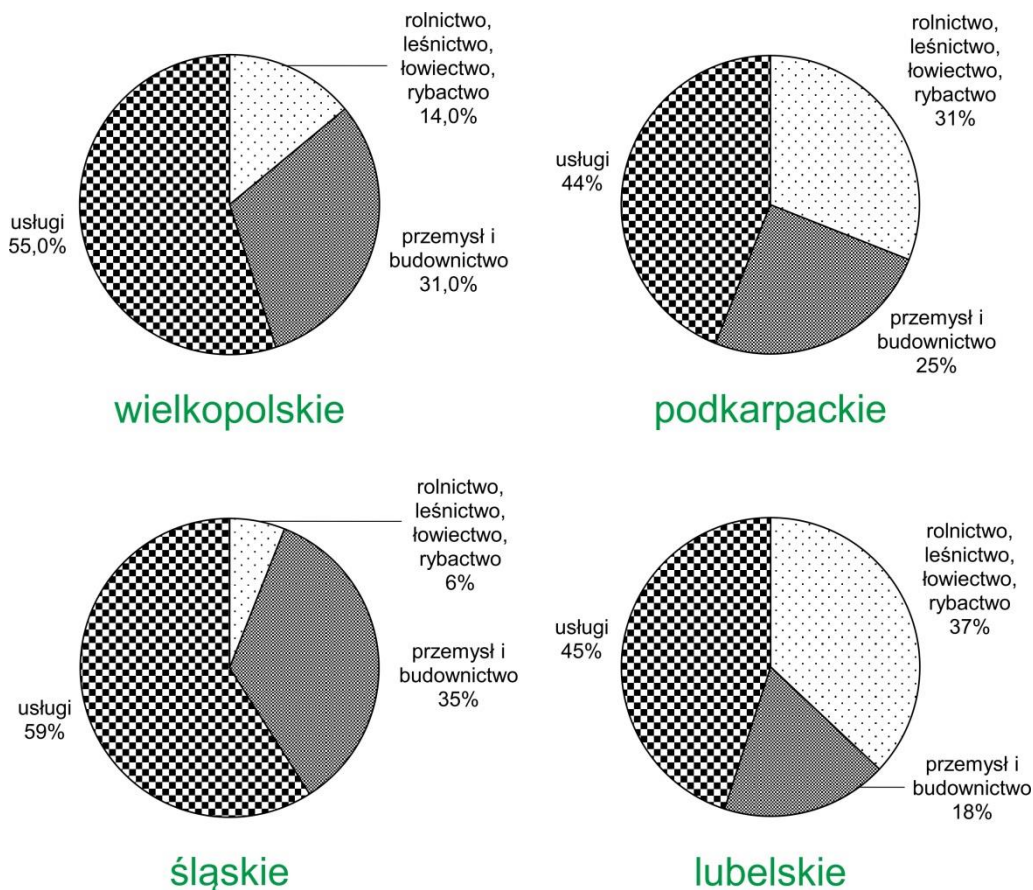 rolnictwo,
leśnictwo,
łowiectwo,
rybactwo
14,0%
usługi
55,0%
przemysł i
budownictwo
31,0%
wielkopolskie
rolnictwo,
leśnictwo,
łowiectwo,
rybactwo
31%
usługi
44%
przemysł i
budownictwo
25%
podkarpackie
rolnictwo,
leśnictwo,
łowiectwo,
rybactwo
6%
przemysł i
budownictwo
35%
usługi
59%
śląskie
rolnictwo,
leśnictwo,
łowiectwo,
rybactwo
37%
usługi
45%
przemysł i
budownictwo
18%
lubelskie